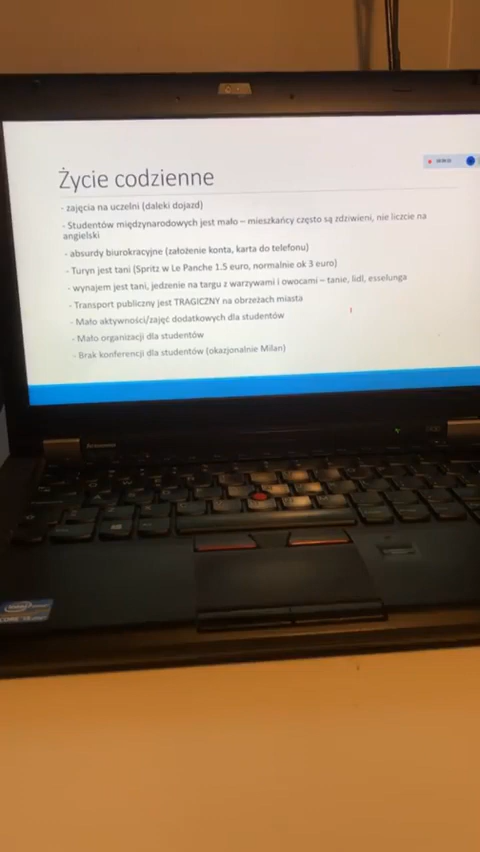 Życie codzienne
- zajęcia na uczelni (daleki dojazd)
- Studentów międzynarodowych jest mało – mieszkańcy często są zdziwieni, nie liczcie na
angielski
- absurdy biurokracyjne (założenie konta, karta do telefonu)
- Turyn jest tani (Spritz w Le Panche 1.5 euro, normalnie ok 3 euro)
- wynajem jest tani, jedzenie na targu z warzywami i owocami – tanie, lidl, esselunga
- Transport publiczny jest TRAGICZNY na obrzeżach miasta
- Mało aktywności/zajęć dodatkowych dla studentów
- Mało organizacji dla studentów
- Brak konferencji dla studentów (okazjonalnie Milan)
Lenovo